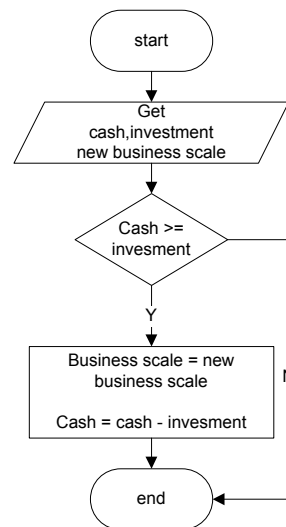 start
Get
cash,investment
new business scale
Cash >=
invesment
Y
N
Business scale = new
business scale
Cash = cash - invesment
end